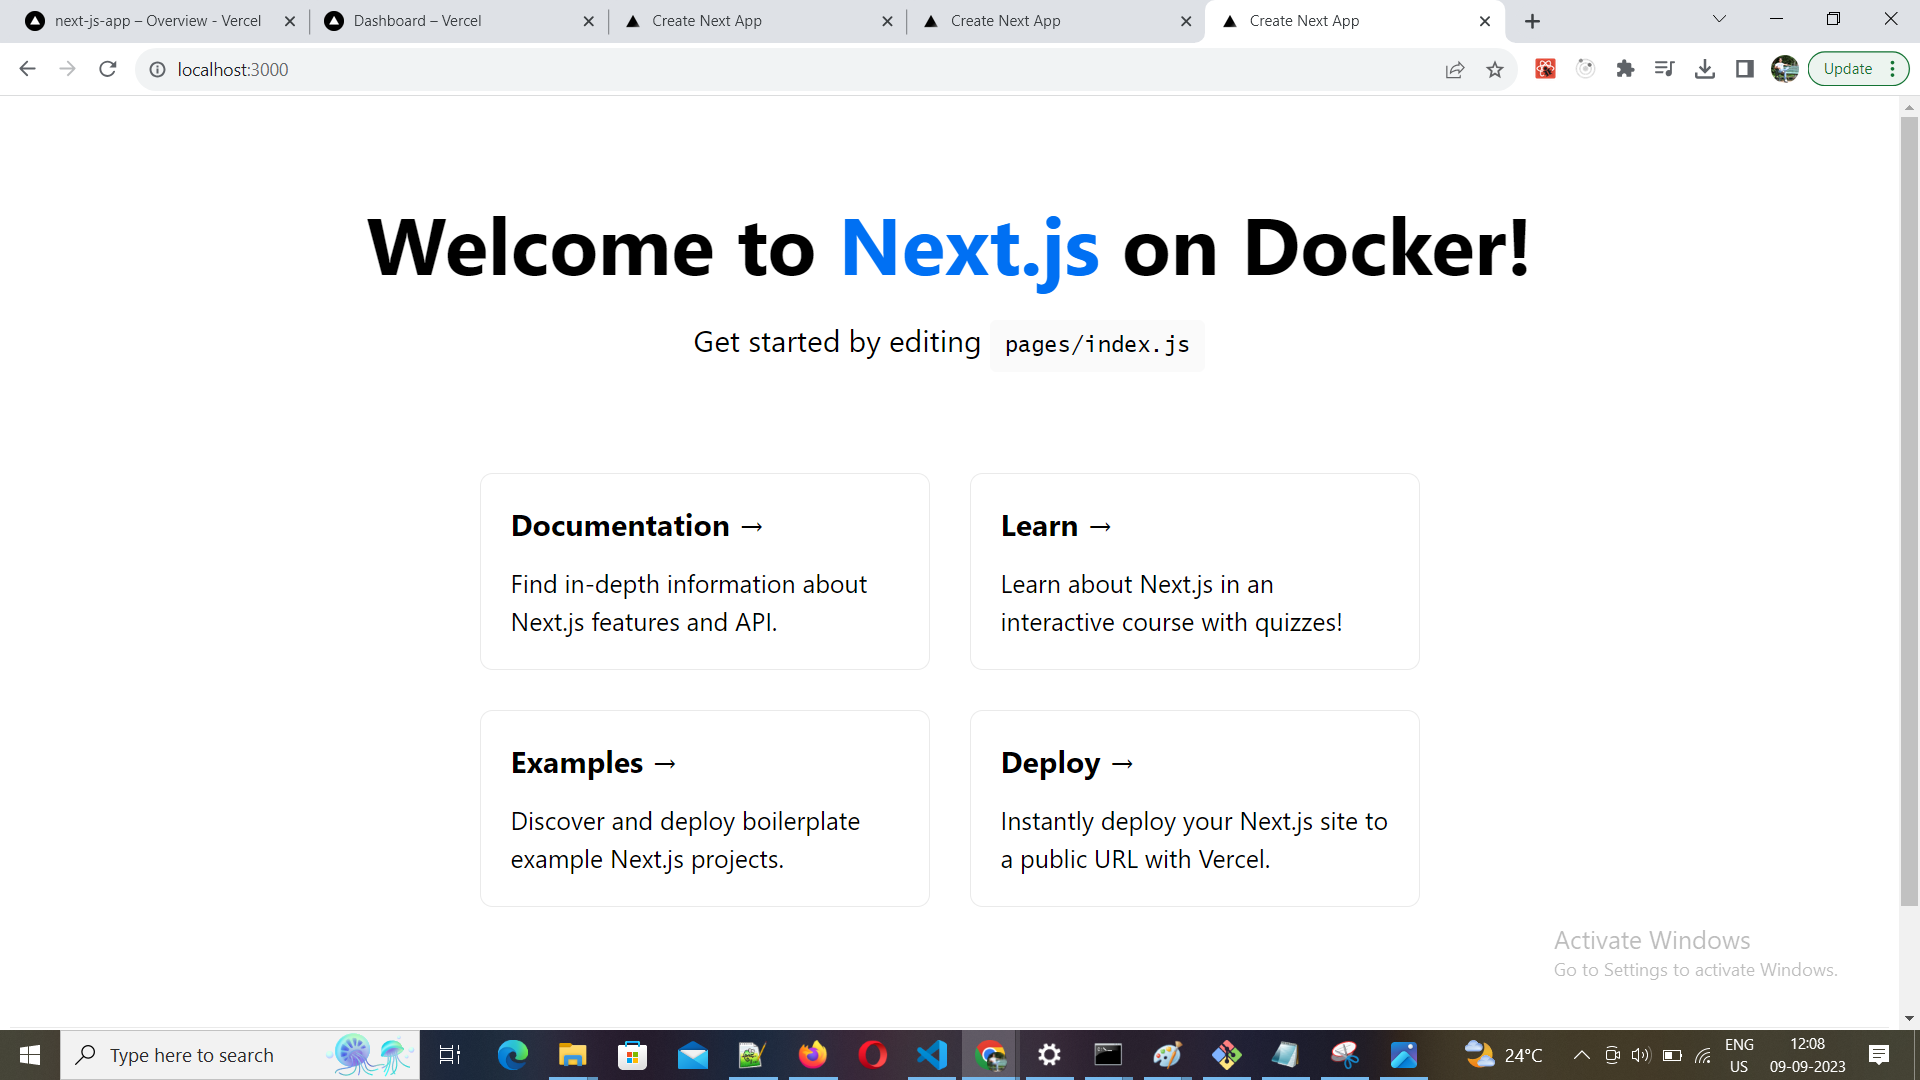 next-js-app – Overview - Vercel
Dashboard – Vercel
Create Next App
Create Next App
Create Next App
localhost:3000
Update
Welcome to Next.js on Docker!
Get started by editing pages/index.js
Documentation →
Find in-depth information about
Next.js features and API.
Learn →
Learn about Next.js in an
interactive course with quizzes!
Examples →
Discover and deploy boilerplate
example Next.js projects.
Deploy →
Instantly deploy your Next.js site to
a public URL with Vercel.
Activate Windows
Go to Settings to activate Windows.
Type here to search
24°C
ENG
US
12:08
09-09-2023